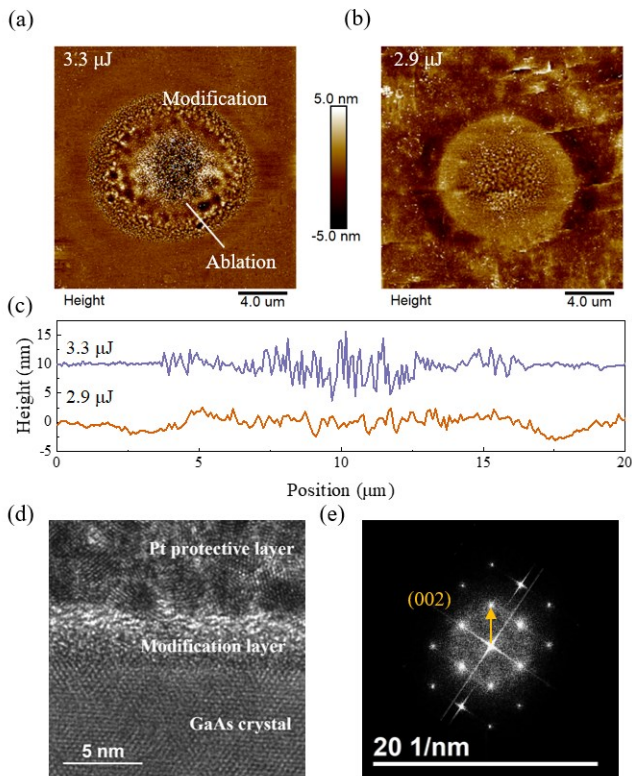 (a)
(b)
3.3 μJ
Modification
Ablation
5.0 nm
-5.0 nm
2.9 μJ
Height
4.0 um
Height
4.0 um
(c)
Height (nm)
15
10
5
0
-5
3.3 μJ
2.9 μJ
0
5
10
15
20
Position (μm)
(d)
(e)
Pt protective layer
Modification layer
GaAs crystal
5 nm
(002)
20 1/nm